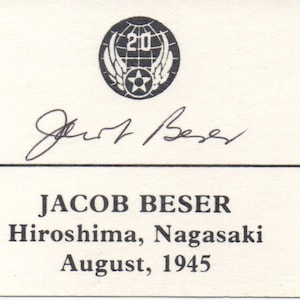 20
Jacob Beser
JACOB BESER
Hiroshima, Nagasaki
August, 1945